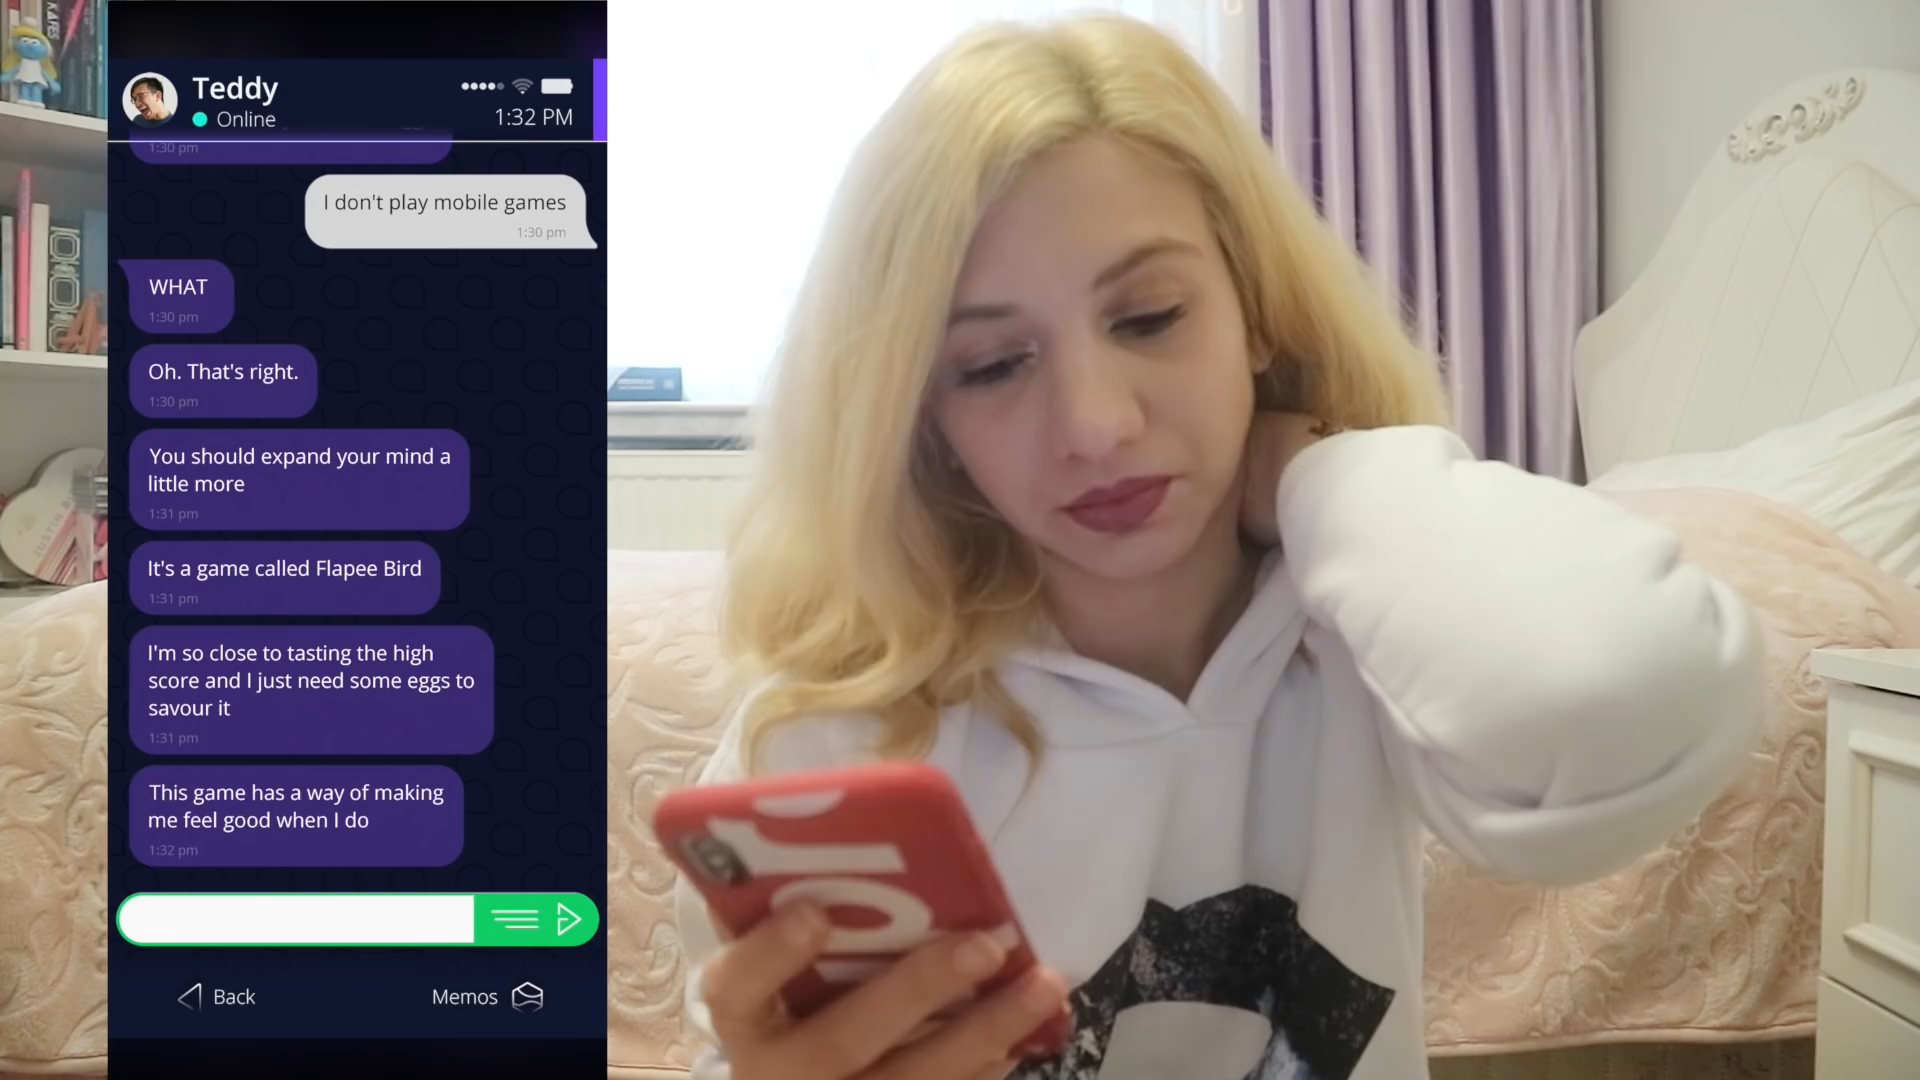 Teddy
Online
1:32 PM
1:30 pm
I don't play mobile games
1:30 pm
WHAT
1:30 pm
Oh. That's right.
1:30 pm
You should expand your mind a
little more
1:31 pm
It's a game called Flapee Bird
1:31 pm
I'm so close to tasting the high
score and I just need some eggs to
savour it
1:31 pm
This game has a way of making
me feel good when I do
1:32 pm
Back
Memos